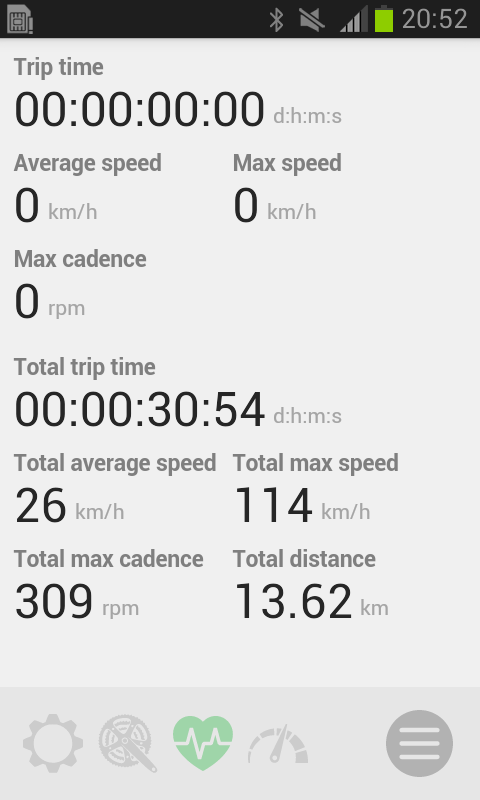 20:52
Trip time
00:00:00:00 d:h:m:s
Average speed Max speed
0 km/h 0 km/h
Max cadence
0 rpm
Total trip time
00:00:30:54 d:h:m:s
Total average speed Total max speed
26 km/h 114 km/h
Total max cadence Total distance
309 rpm 13.62 km